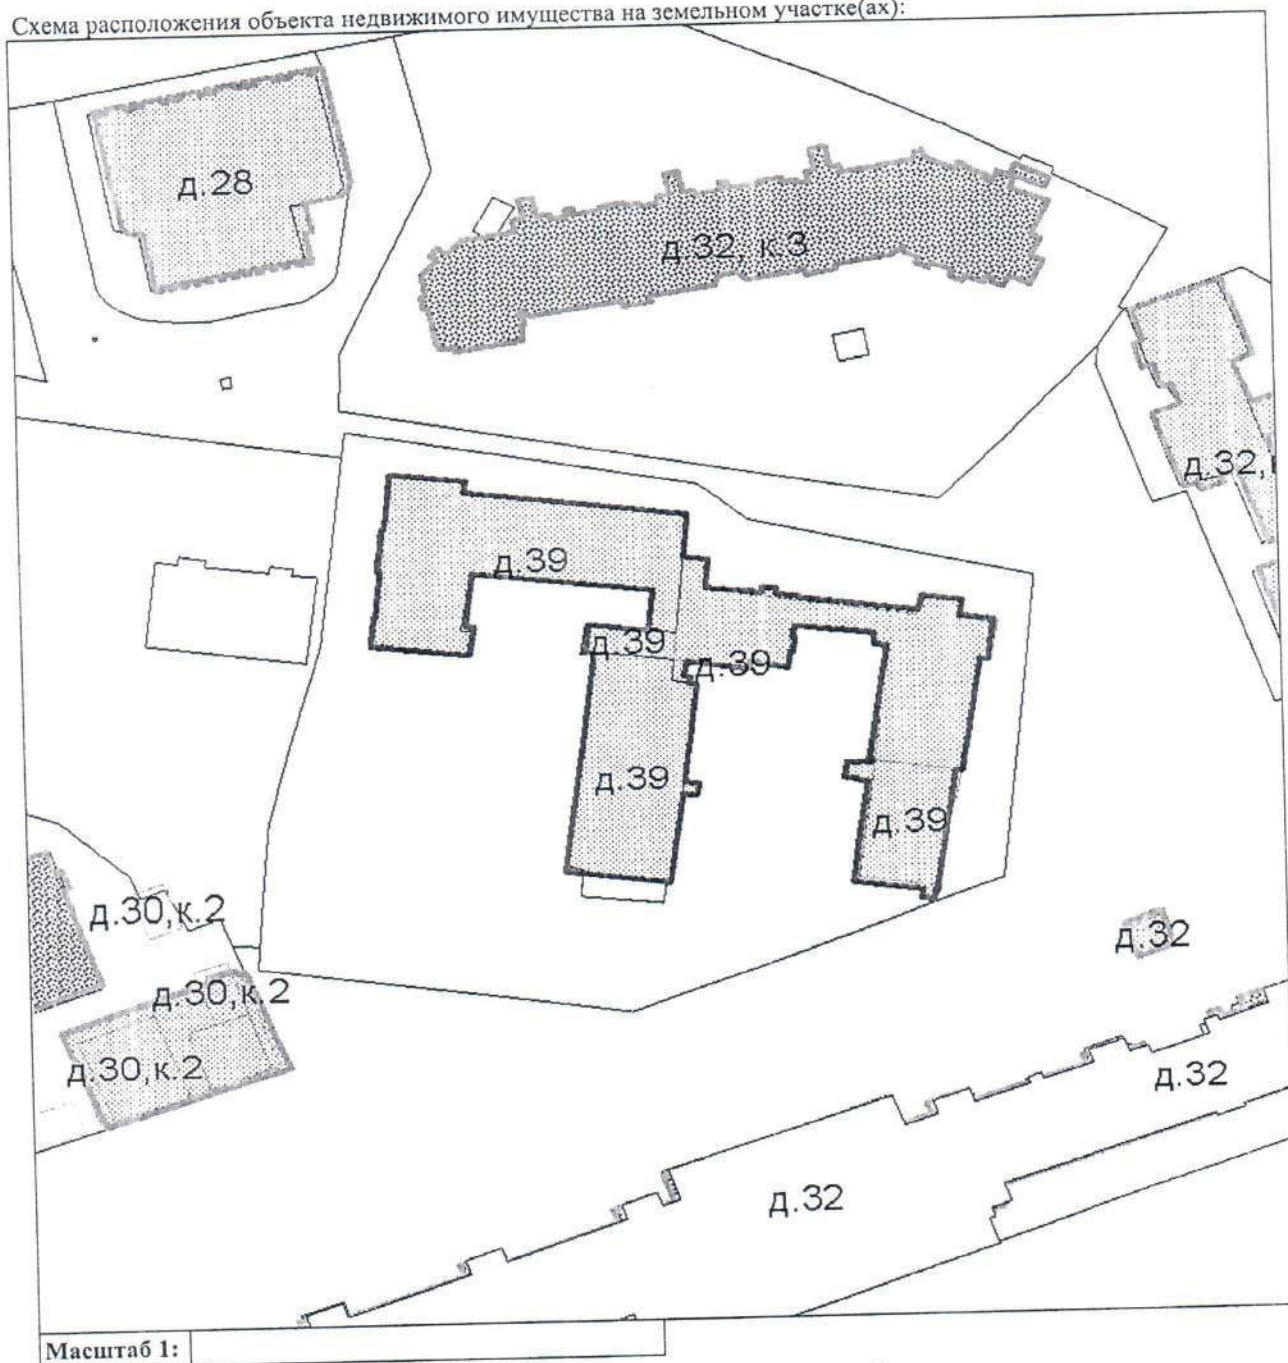 Схема расположения объекта недвижимого имущества на земельном участке(ах):
д.28
д.32, к.3
д.32,
д.39
д.39
д.39
д.39
д.39
д.30,к.2
д.32
д.30,к.2
д.30,к.2
д.32
д.32
Масштаб 1: